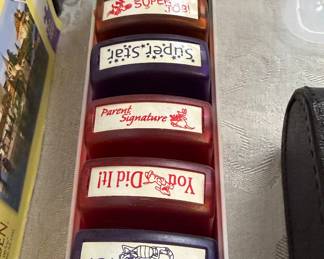 SUPER
JOB!
Super Star
Parent
Signature
You Did It!